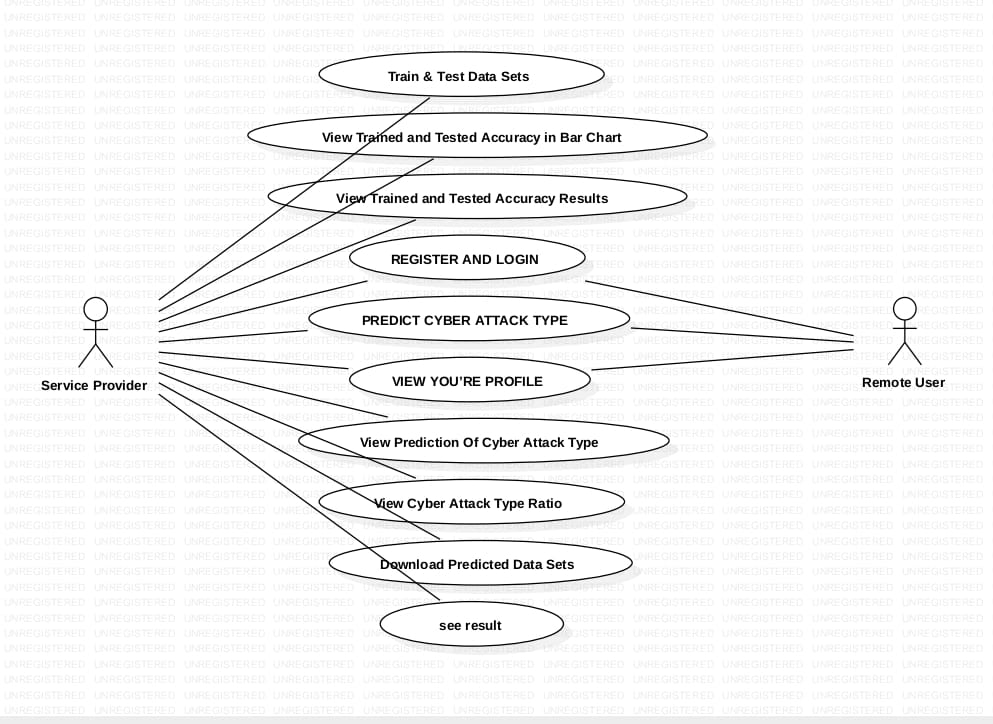 Train & Test Data Sets
View Trained and Tested Accuracy in Bar Chart
View Trained and Tested Accuracy Results
REGISTER AND LOGIN
PREDICT CYBER ATTACK TYPE
VIEW YOU'RE PROFILE
Service Provider
Remote User
View Prediction Of Cyber Attack Type
View Cyber Attack Type Ratio
Download Predicted Data Sets
see result
UNREGISTERED